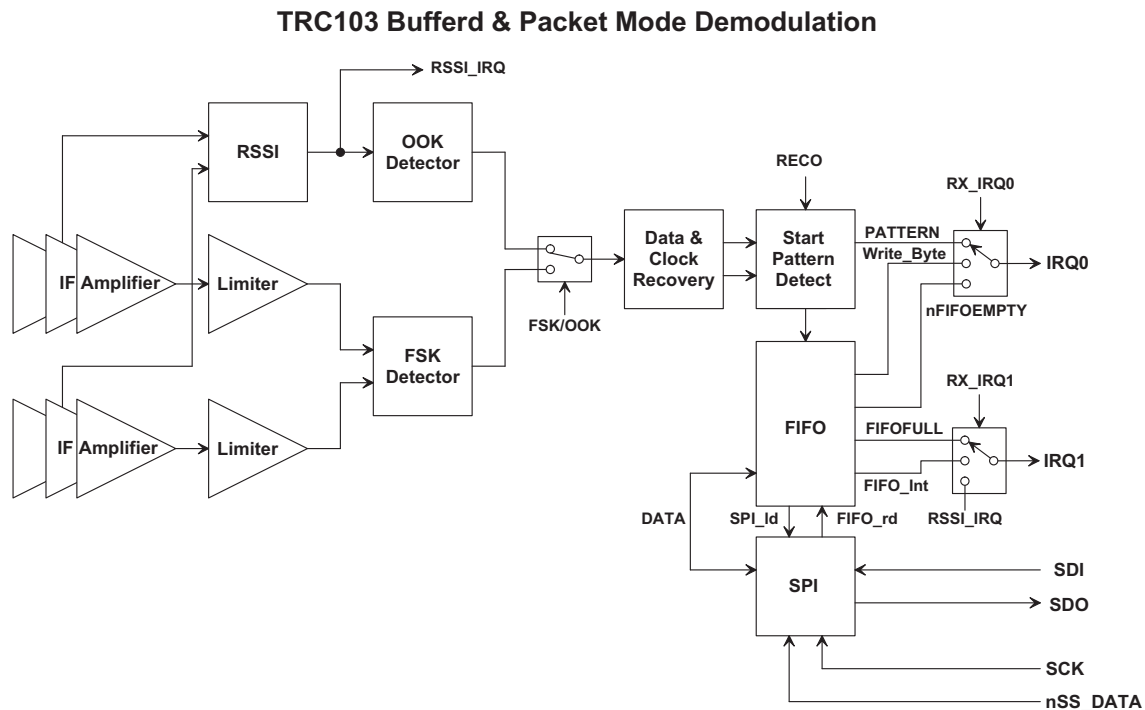 TRC103 Bufferd & Packet Mode Demodulation
RSSI_IRQ
RSSI
OOK
Detector
RECO
RX_IRQ0
IF Amplifier
Limiter
Data &
Clock
Recovery
Start
Pattern
Detect
PATTERN
Write_Byte
IRQ0
nFIFOEMPTY
FSK/OOK
FSK
Detector
RX_IRQ1
IF Amplifier
Limiter
FIFO
FIFOFULL
IRQ1
FIFO_Int
DATA
SPI_ld
FIFO_rd
RSSI_IRQ
SPI
SDI
SDO
SCK
nSS_DATA